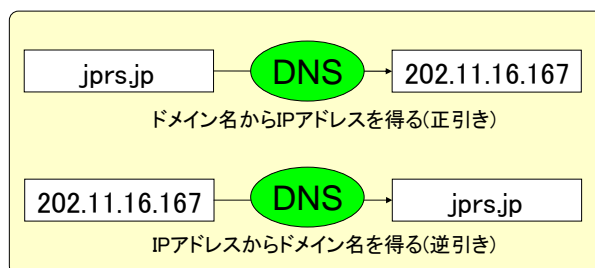 jprs.jp DNS 202.11.16.167
ドメイン名からIPアドレスを得る(正引き)
202.11.16.167 DNS jprs.jp
IPアドレスからドメイン名を得る(逆引き)